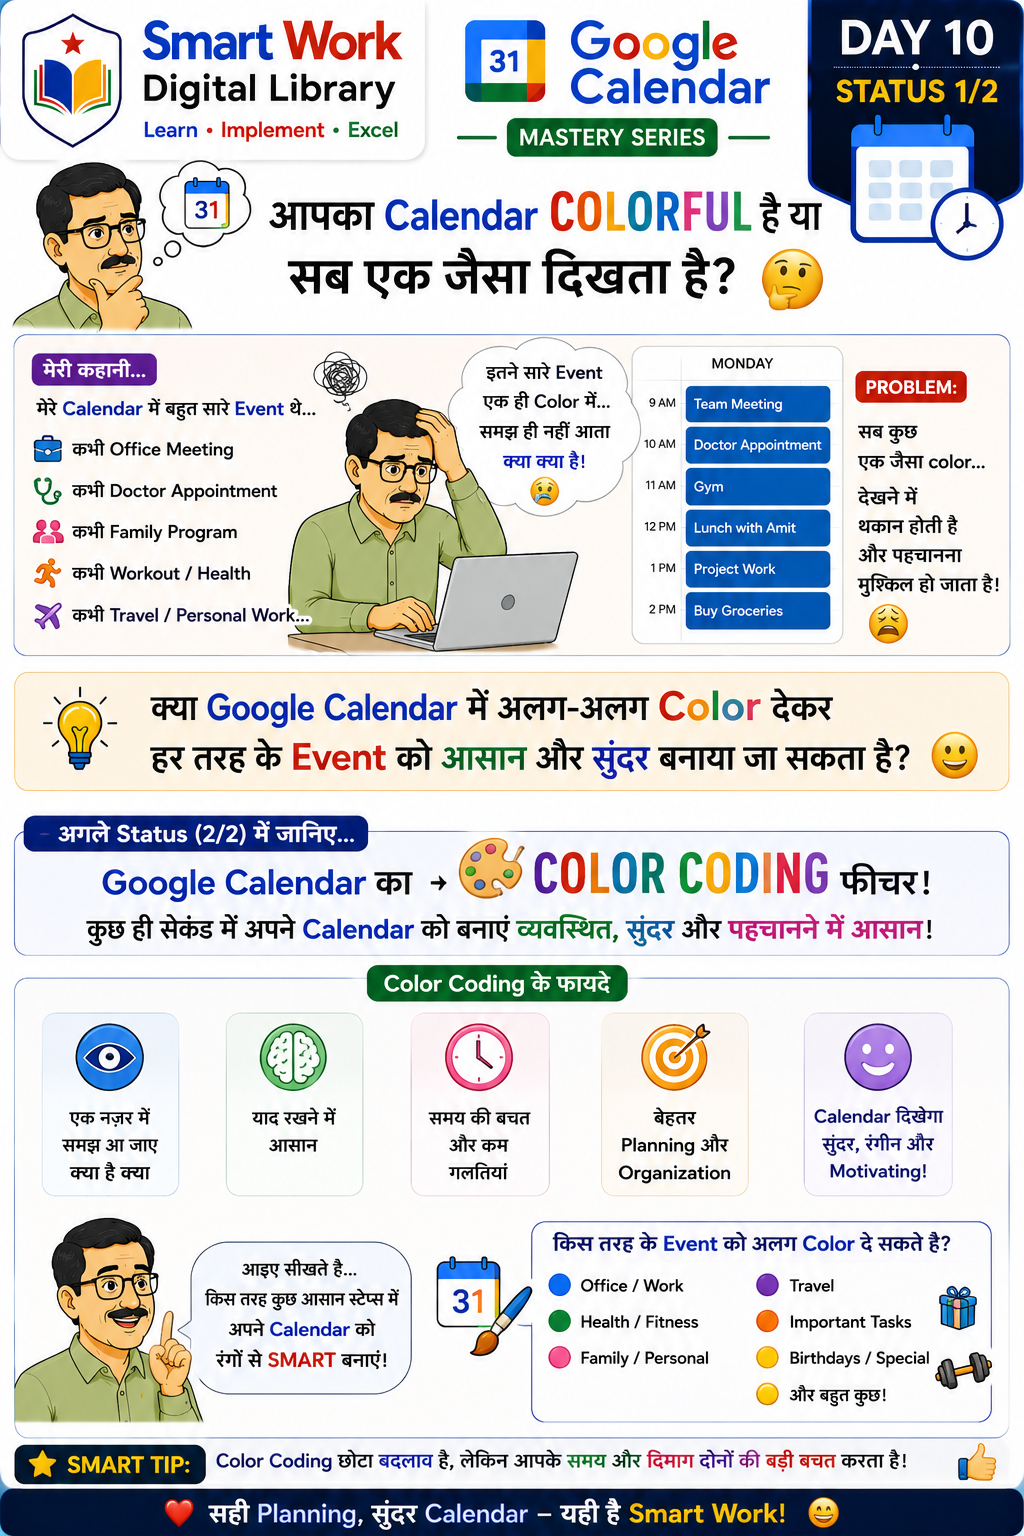 Smart Work
Digital Library
Learn • Implement • Excel
31
Google
Calendar
MASTERY SERIES
DAY 10
STATUS 1/2
31
आपका Calendar COLORFUL है या
सब एक जैसा दिखता है?
मेरी कहानी...
मेरे Calendar में बहुत सारे Event थे...
कभी Office Meeting
कभी Doctor Appointment
कभी Family Program
कभी Workout / Health
कभी Travel / Personal Work...
इतने सारे Event
एक ही Color में...
समझ ही नहीं आता
क्या क्या है!
MONDAY
9 AM Team Meeting
10 AM Doctor Appointment
11 AM Gym
12 PM Lunch with Amit
1 PM Project Work
2 PM Buy Groceries
PROBLEM:
सब कुछ
एक जैसा color...
देखने में
थकान होती है
और पहचानना
मुश्किल हो जाता है!
क्या Google Calendar में अलग-अलग Color देकर
हर तरह के Event को आसान और सुंदर बनाया जा सकता है?
अगले Status (2/2) में जानिए...
Google Calendar का → COLOR CODING फीचर!
कुछ ही सेकंड में अपने Calendar को बनाएं व्यवस्थित, सुंदर और पहचानने में आसान!
Color Coding के फायदे
एक नज़र में
समझ आ जाए
क्या है क्या
याद रखने में
आसान
समय की बचत
और कम
गलतियां
बेहतर
Planning और
Organization
Calendar दिखेगा
सुंदर, रंगीन और
Motivating!
आइए सीखते है...
किस तरह कुछ आसान स्टेप्स में
अपने Calendar को
रंगों से SMART बनाएं!
31
किस तरह के Event को अलग Color दे सकते है?
Office / Work
Health / Fitness
Family / Personal
Travel
Important Tasks
Birthdays / Special
और बहुत कुछ!
SMART TIP:
Color Coding छोटा बदलाव है, लेकिन आपके समय और दिमाग दोनों की बड़ी बचत करता है!
सही Planning, सुंदर Calendar – यही है Smart Work!